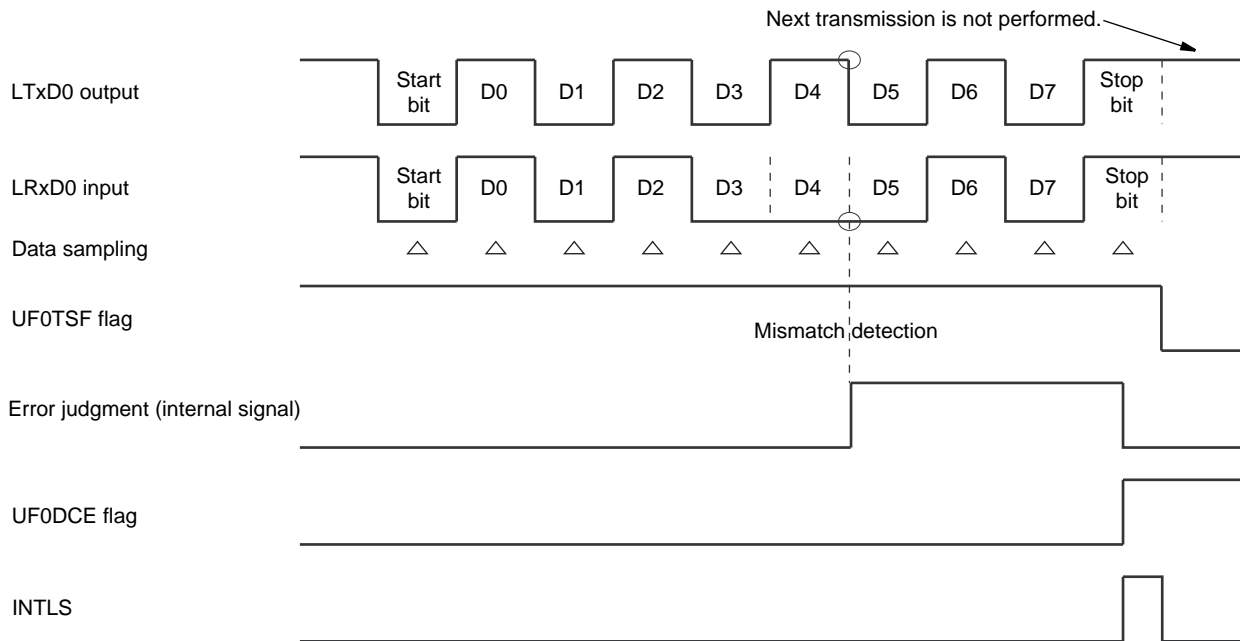 Next transmission is not performed.
LTxD0 output
Start bit
D0
D1
D2
D3
D4
D5
D6
D7
Stop bit
LRxD0 input
Start bit
D0
D1
D2
D3
D4
D5
D6
D7
Stop bit
Data sampling
UF0TSF flag
Mismatch detection
Error judgment (internal signal)
UF0DCE flag
INTLS